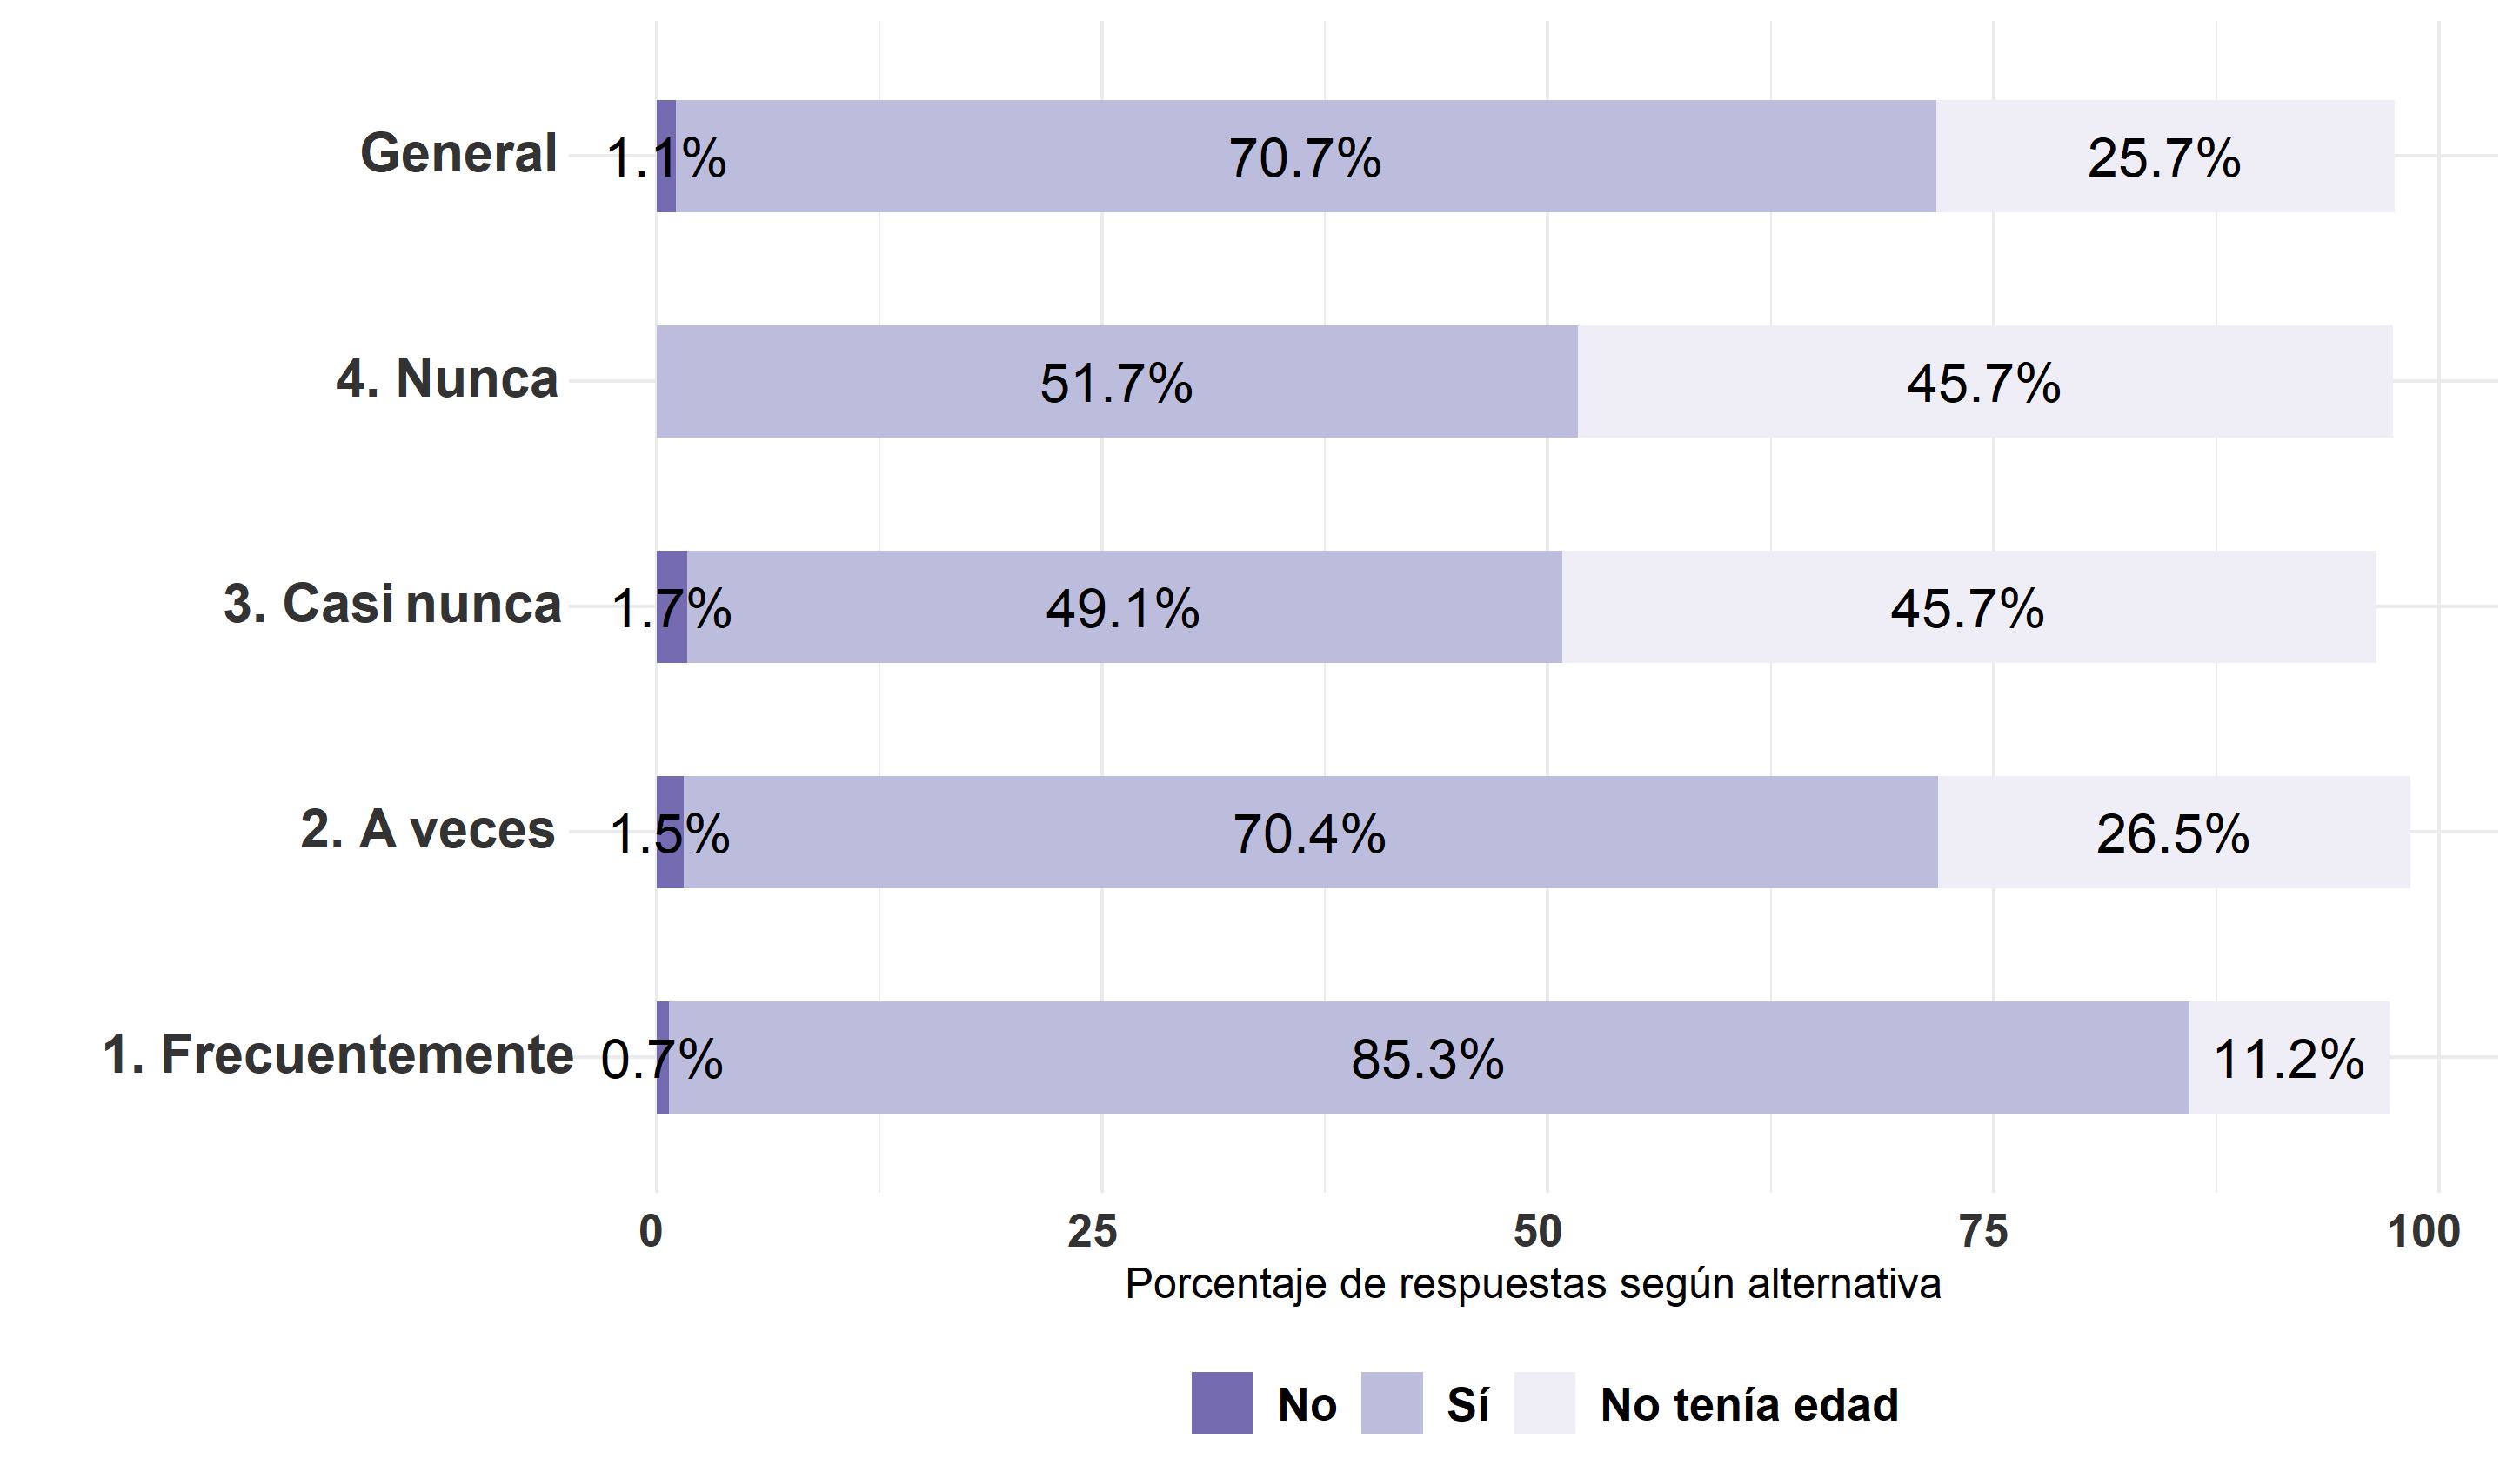 General 1.1% 70.7% 25.7%
4. Nunca 51.7% 45.7%
3. Casi nunca 1.7% 49.1% 45.7%
2. A veces 1.5% 70.4% 26.5%
1. Frecuentemente 0.7% 85.3% 11.2%
0 25 50 75 100
Porcentaje de respuestas según alternativa
No Sí No tenía edad